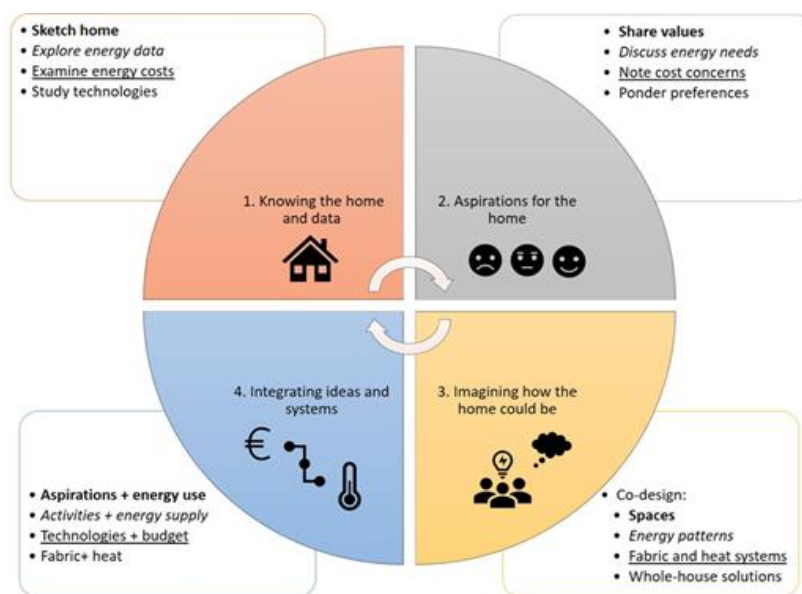 • Sketch home
• Explore energy data
• Examine energy costs
• Study technologies
• Share values
• Discuss energy needs
• Note cost concerns
• Ponder preferences
1. Knowing the home
and data
2. Aspirations for the
home
4. Integrating ideas and
systems
€
3. Imagining how the
home could be
• Aspirations + energy use
• Activities + energy supply
• Technologies + budget
• Fabric+ heat
• Co-design:
• Spaces
• Energy patterns
• Fabric and heat systems
• Whole-house solutions